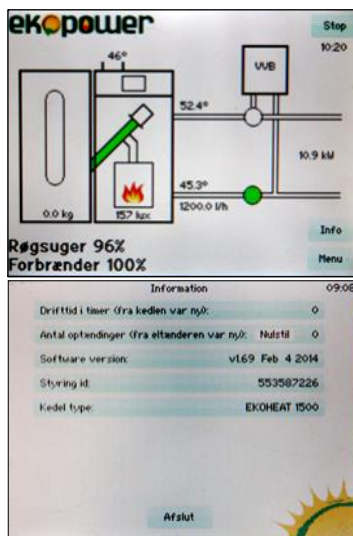 ekopower
Stop
10:20
46°
VVB
52.4°
10.9 kW
45.3°
1200.0 l/h
0.0 kg
157 lux
Info
Røgsuger 96%
Forbrænder 100%
Menu
Information 09:08
Drifttid i timer (fra kedlen var ny): 0
Antal optændinger (fra eltænderen var ny): Nulstil 0
Software version: v1.69 Feb 4 2014
Styring id: 553587226
Kedel type: EKOHEAT 1500
Afslut